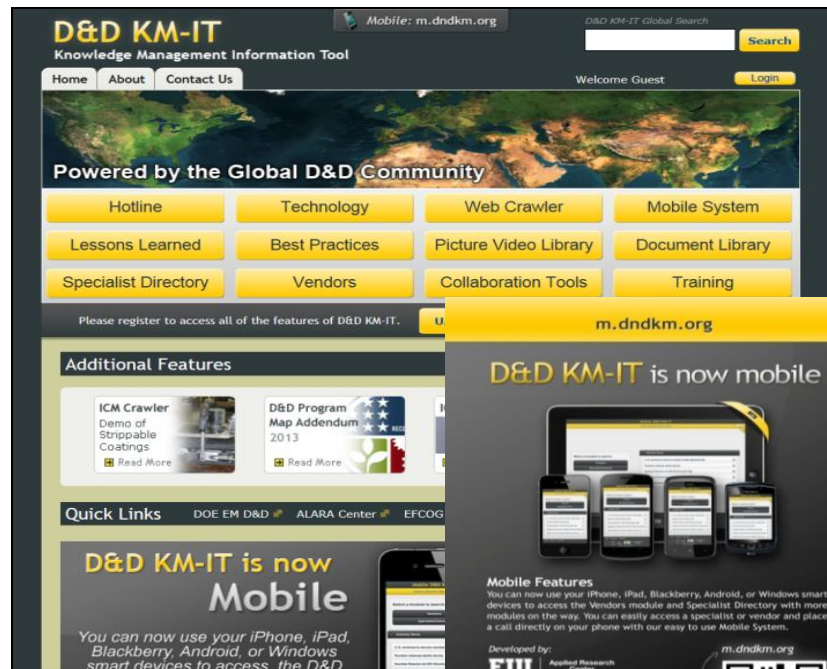 D&D KM-IT
Knowledge Management Information Tool
Mobile: m.dndkm.org
D&D KM-IT Global Search
Search
Home About Contact Us
Welcome Guest
Login
Powered by the Global D&D Community
Hotline Technology Web Crawler Mobile System
Lessons Learned Best Practices Picture Video Library Document Library
Specialist Directory Vendors Collaboration Tools Training
Please register to access all of the features of D&D KM-IT.
Additional Features
ICM Crawler
Demo of
Strippable
Coatings
Read More
D&D Program
Map Addendum
2013
Read More
Quick Links DOE EM D&D ALARA Center EFCOG
D&D KM-IT is now
Mobile
You can now use your iPhone, iPad,
Blackberry, Android, or Windows
smart devices to access the D&D
m.dndkm.org
D&D KM-IT is now mobile
Mobile Features
You can now use your iPhone, iPad, Blackberry, Android, or Windows smart
devices to access the Vendors module and Specialist Directory with more
modules on the way. You can easily access a specialist or vendor and place
a call directly on your phone with our easy to use Mobile System.
Developed by:
FIU Applied Research
Center
m.dndkm.org